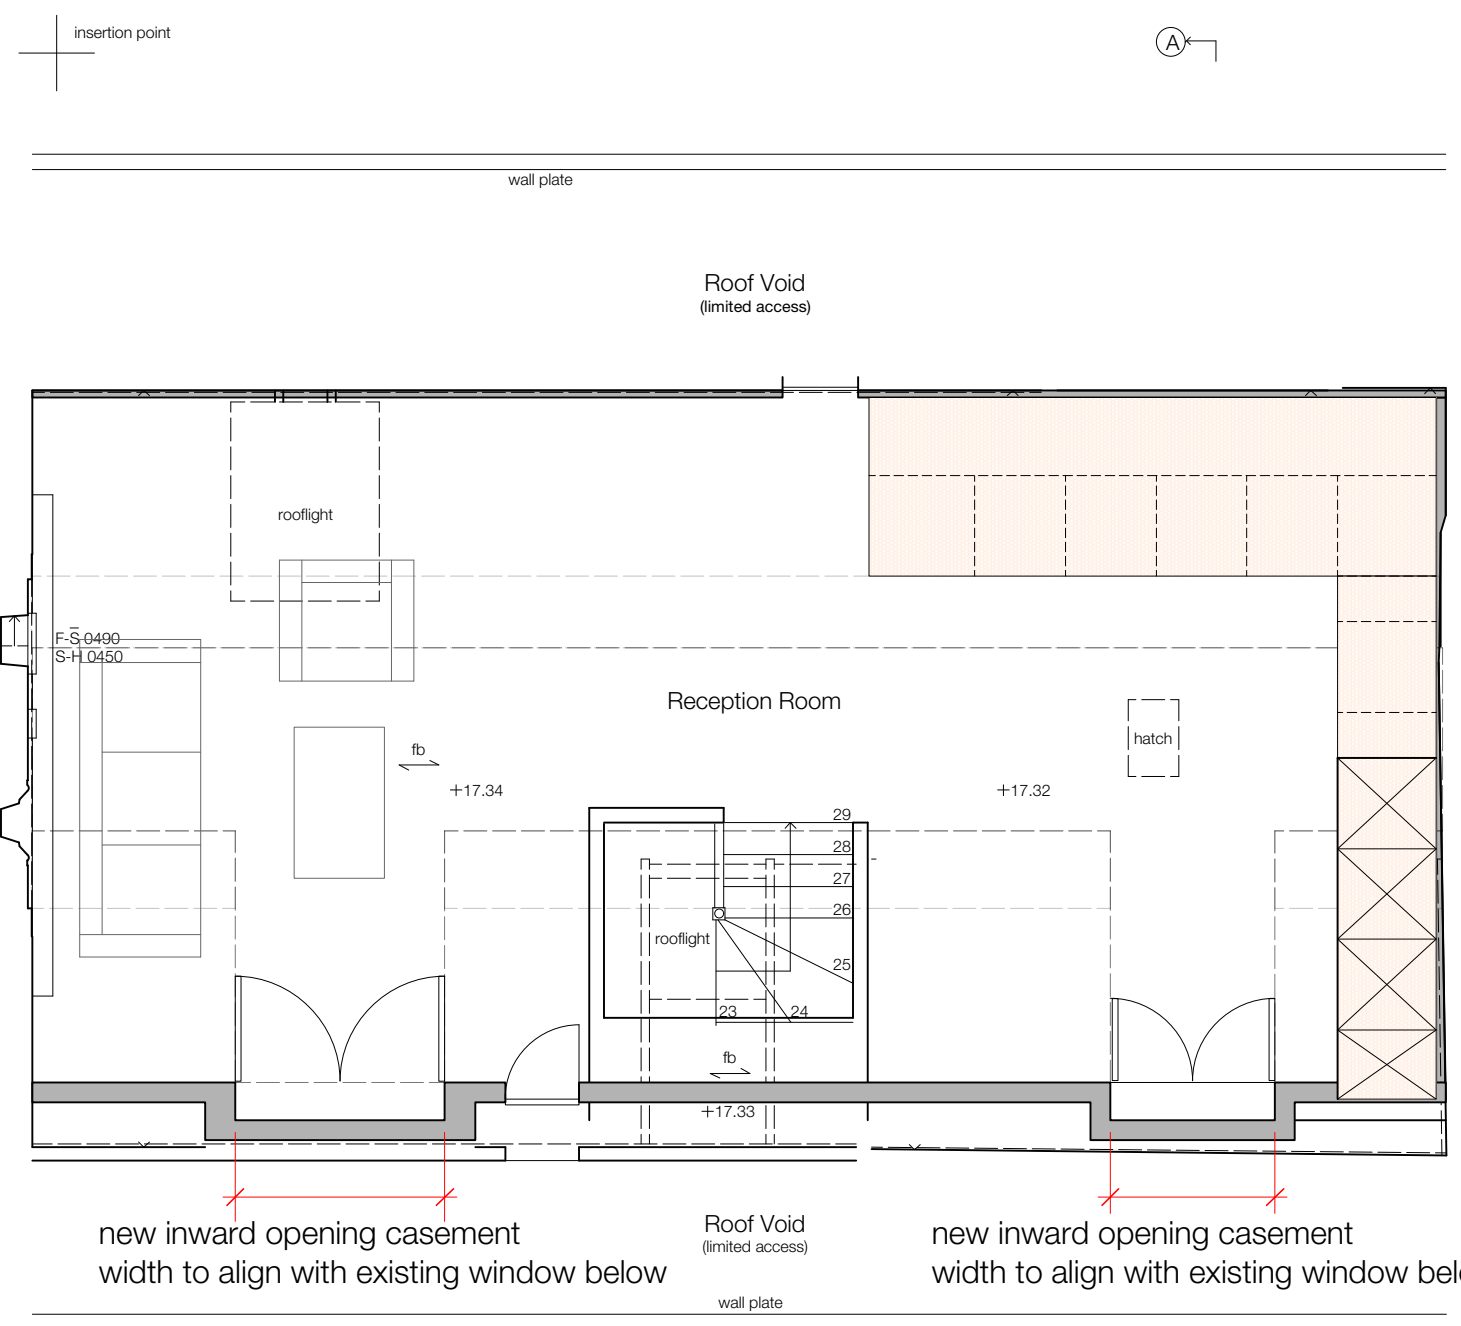 insertion point
A
wall plate
Roof Void
(limited access)
rooflight
F-S 0490
S-H 0450
Reception Room
hatch
fb
+17.34
+17.32
29
28
27
26
rooflight
25
23
24
fb
+17.33
new inward opening casement
width to align with existing window below
Roof Void
(limited access)
new inward opening casement
width to align with existing window belo
wall plate